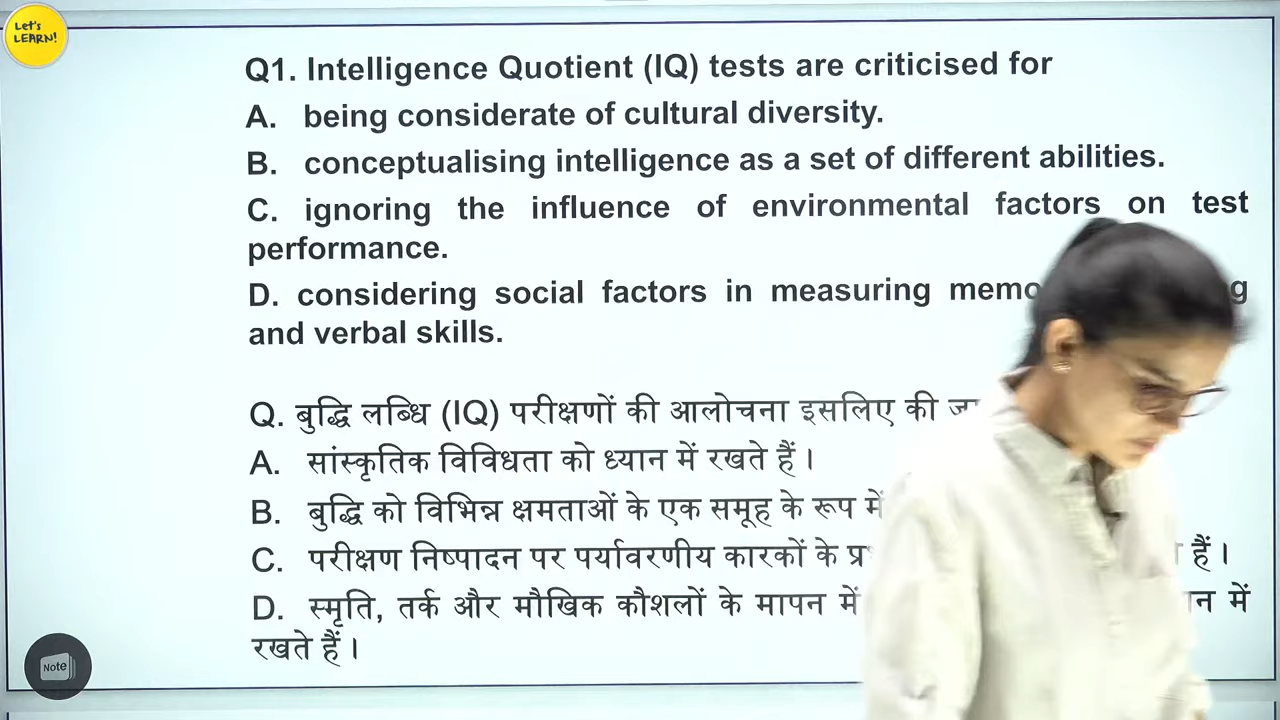 Let's
LEARN!
Q1. Intelligence Quotient (IQ) tests are criticised for
A. being considerate of cultural diversity.
B. conceptualising intelligence as a set of different abilities.
C. ignoring the influence of environmental factors on test
performance.
D. considering social factors in measuring
and verbal skills.
Q. बुद्धि लब्धि (IQ) परीक्षणों की आलोचना इसलिए की
A. सांस्कृतिक विविधता को ध्यान में रखते हैं।
B. बुद्धि को विभिन्न क्षमताओं के एक समूह के रूप में
C. परीक्षण निष्पादन पर पर्यावरणीय कारकों के हैं।
D. स्मृति, तर्क और मौखिक कौशलों के मापन में में
रखते हैं।
Note